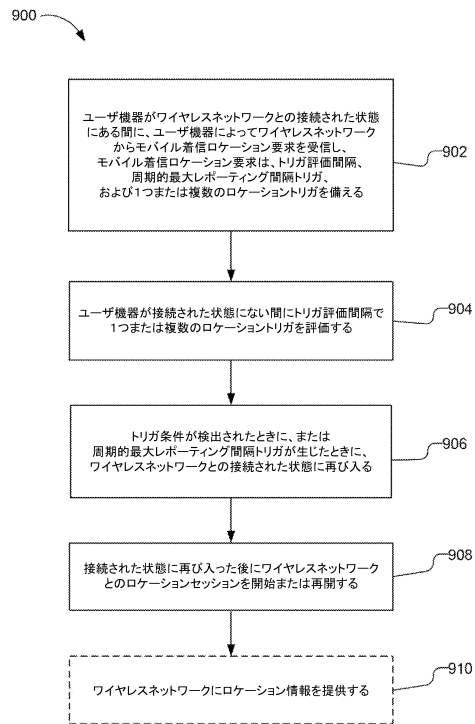 900
ユーザ機器がワイヤレスネットワークとの接続された状態
にある間に、ユーザ機器によってワイヤレスネットワーク
からモバイル着信ロケーション要求を受信し、
モバイル着信ロケーション要求は、トリガ評価間隔、
周期的最大レポーティング間隔トリガ、
および1つまたは複数のロケーショントリガを備える
902
ユーザ機器が接続された状態にない間にトリガ評価間隔で
1つまたは複数のロケーショントリガを評価する
904
トリガ条件が検出されたときに、または
周期的最大レポーティング間隔トリガが生じたときに、
ワイヤレスネットワークとの接続された状態に再び入る
906
接続された状態に再び入った後にワイヤレスネットワーク
とのロケーションセッションを開始または再開する
908
ワイヤレスネットワークにロケーション情報を提供する
910